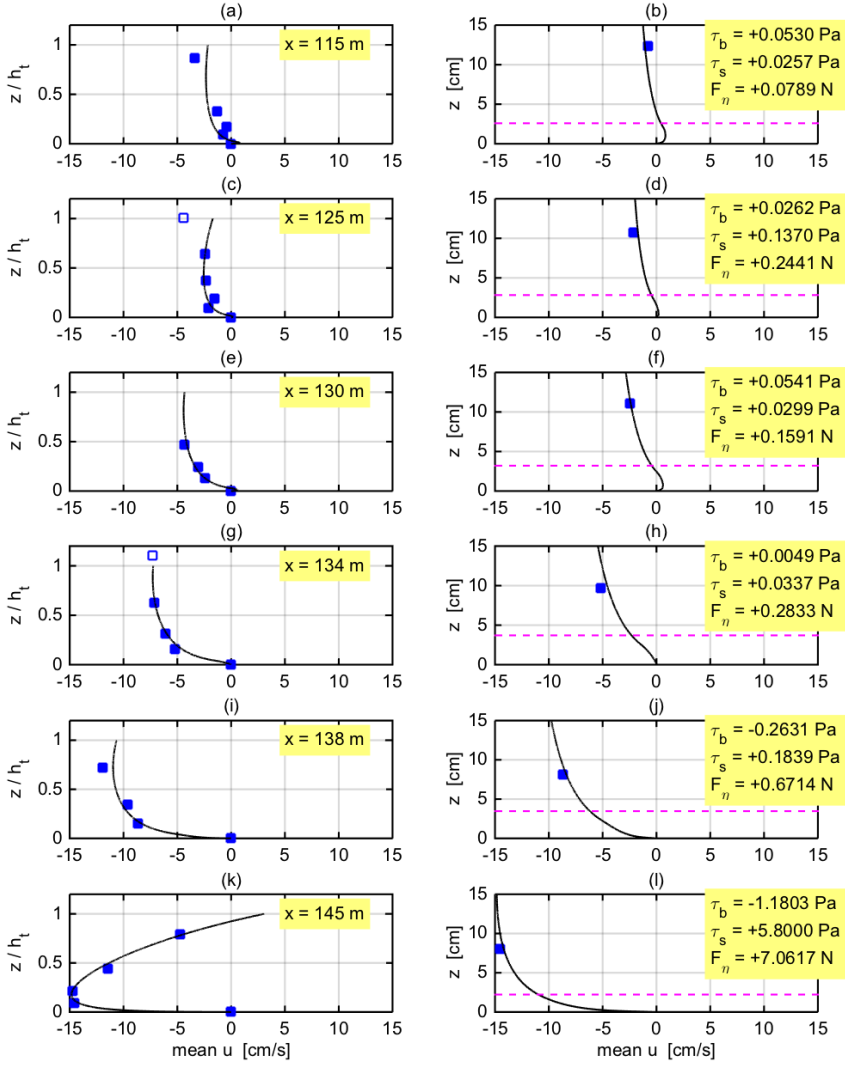 (a)
z / h_t
1
0.5
0
x = 115 m
-15 -10 -5 0 5 10 15
(b)
z [cm]
15
10
5
0
τ_b = +0.0530 Pa
τ_s = +0.0257 Pa
F_η = +0.0789 N
-15 -10 -5 0 5 10 15
(c)
z / h_t
1
0.5
0
x = 125 m
-15 -10 -5 0 5 10 15
(d)
z [cm]
15
10
5
0
τ_b = +0.0262 Pa
τ_s = +0.1370 Pa
F_η = +0.2441 N
-15 -10 -5 0 5 10 15
(e)
z / h_t
1
0.5
0
x = 130 m
-15 -10 -5 0 5 10 15
(f)
z [cm]
15
10
5
0
τ_b = +0.0541 Pa
τ_s = +0.0299 Pa
F_η = +0.1591 N
-15 -10 -5 0 5 10 15
(g)
z / h_t
1
0.5
0
x = 134 m
-15 -10 -5 0 5 10 15
(h)
z [cm]
15
10
5
0
τ_b = +0.0049 Pa
τ_s = +0.0337 Pa
F_η = +0.2833 N
-15 -10 -5 0 5 10 15
(i)
z / h_t
1
0.5
0
x = 138 m
-15 -10 -5 0 5 10 15
(j)
z [cm]
15
10
5
0
τ_b = -0.2631 Pa
τ_s = +0.1839 Pa
F_η = +0.6714 N
-15 -10 -5 0 5 10 15
(k)
z / h_t
1
0.5
0
x = 145 m
-15 -10 -5 0 5 10 15
mean u [cm/s]
(l)
z [cm]
15
10
5
0
τ_b = -1.1803 Pa
τ_s = +5.8000 Pa
F_η = +7.0617 N
-15 -10 -5 0 5 10 15
mean u [cm/s]